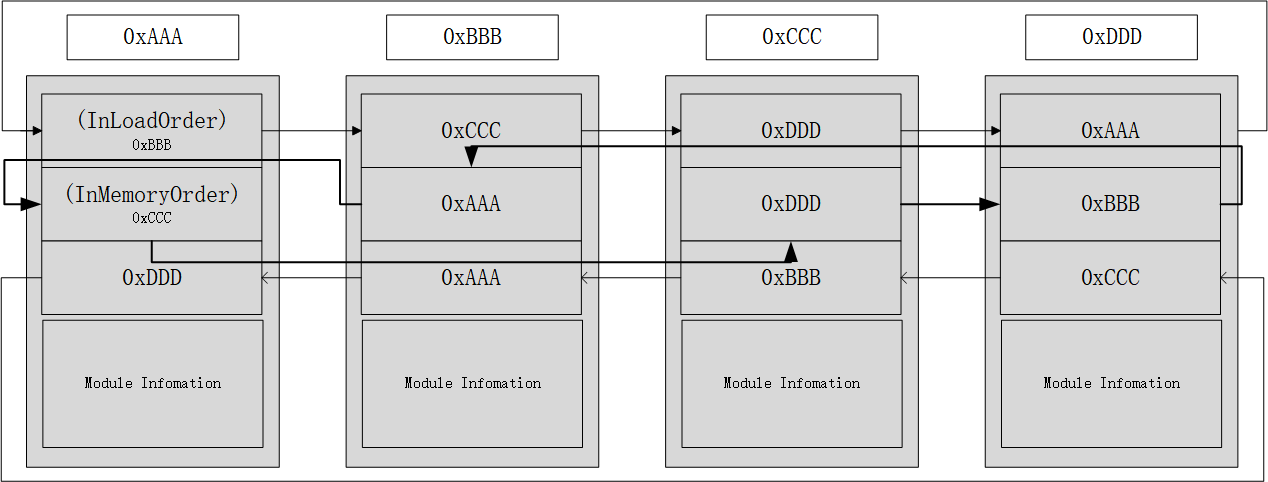 0xAAA
0xBBB
0xCCC
0xDDD
(InLoadOrder)
0xBBB
0xCCC
0xDDD
0xAAA
(InMemoryOrder)
0xCCC
0xAAA
0xDDD
0xBBB
0xDDD
0xAAA
0xBBB
0xCCC
Module Infomation
Module Infomation
Module Infomation
Module Infomation